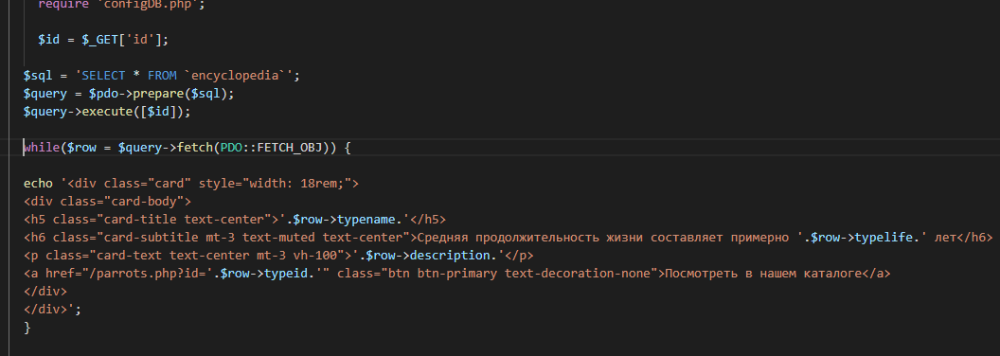 require 'configDB.php';
$id = $_GET['id'];
$sql = 'SELECT * FROM `encyclopedia`';
$query = $pdo->prepare($sql);
$query->execute([$id]);
while($row = $query->fetch(PDO::FETCH_OBJ)) {
echo '<div class="card" style="width: 18rem;">
<div class="card-body">
<h5 class="card-title text-center">'.$row->typename.'</h5>
<h6 class="card-subtitle mt-3 text-muted text-center">Средняя продолжительность жизни составляет примерно '.$row->typelife.' лет</h6>
<p class="card-text text-center mt-3 vh-100">'.$row->description.'</p>
<a href="/parrots.php?id='.$row->typeid.'" class="btn btn-primary text-decoration-none">Посмотреть в нашем каталоге</a>
</div>
</div>';
}